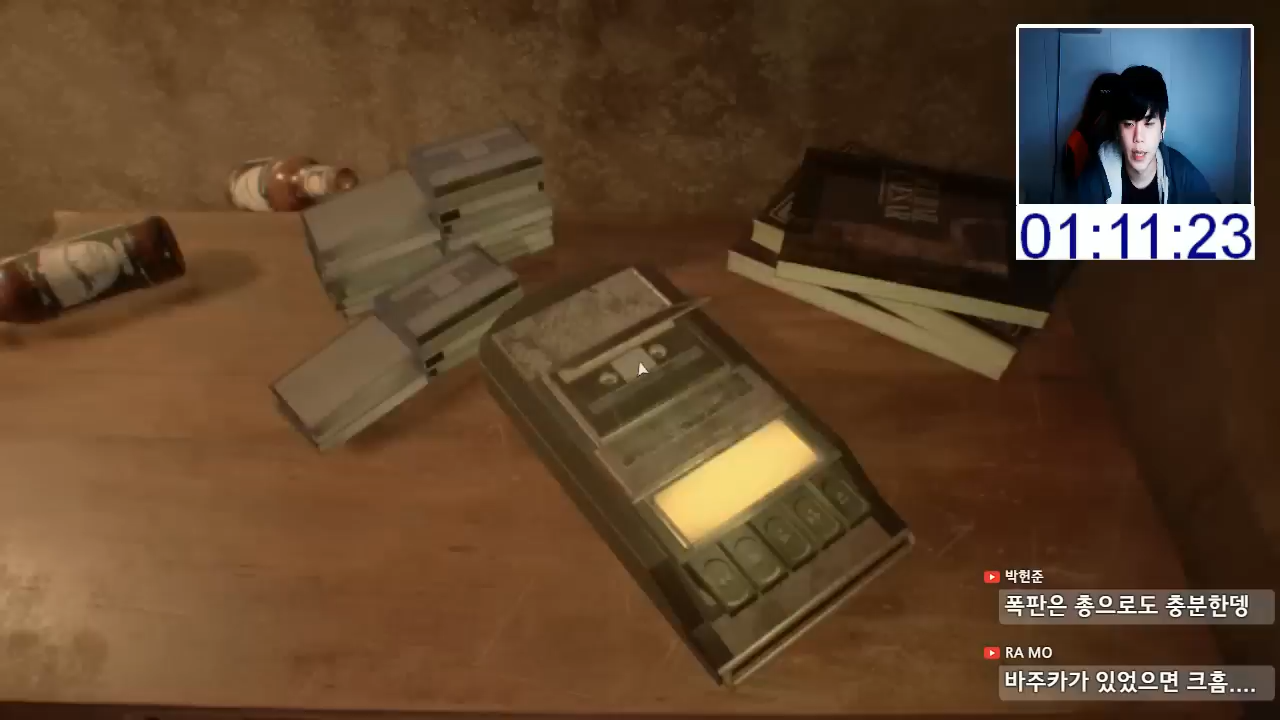 01:11:23
박헌준
폭판은 총으로도 충분한뎅
RA MO
바주카가 있었으면 크흠....